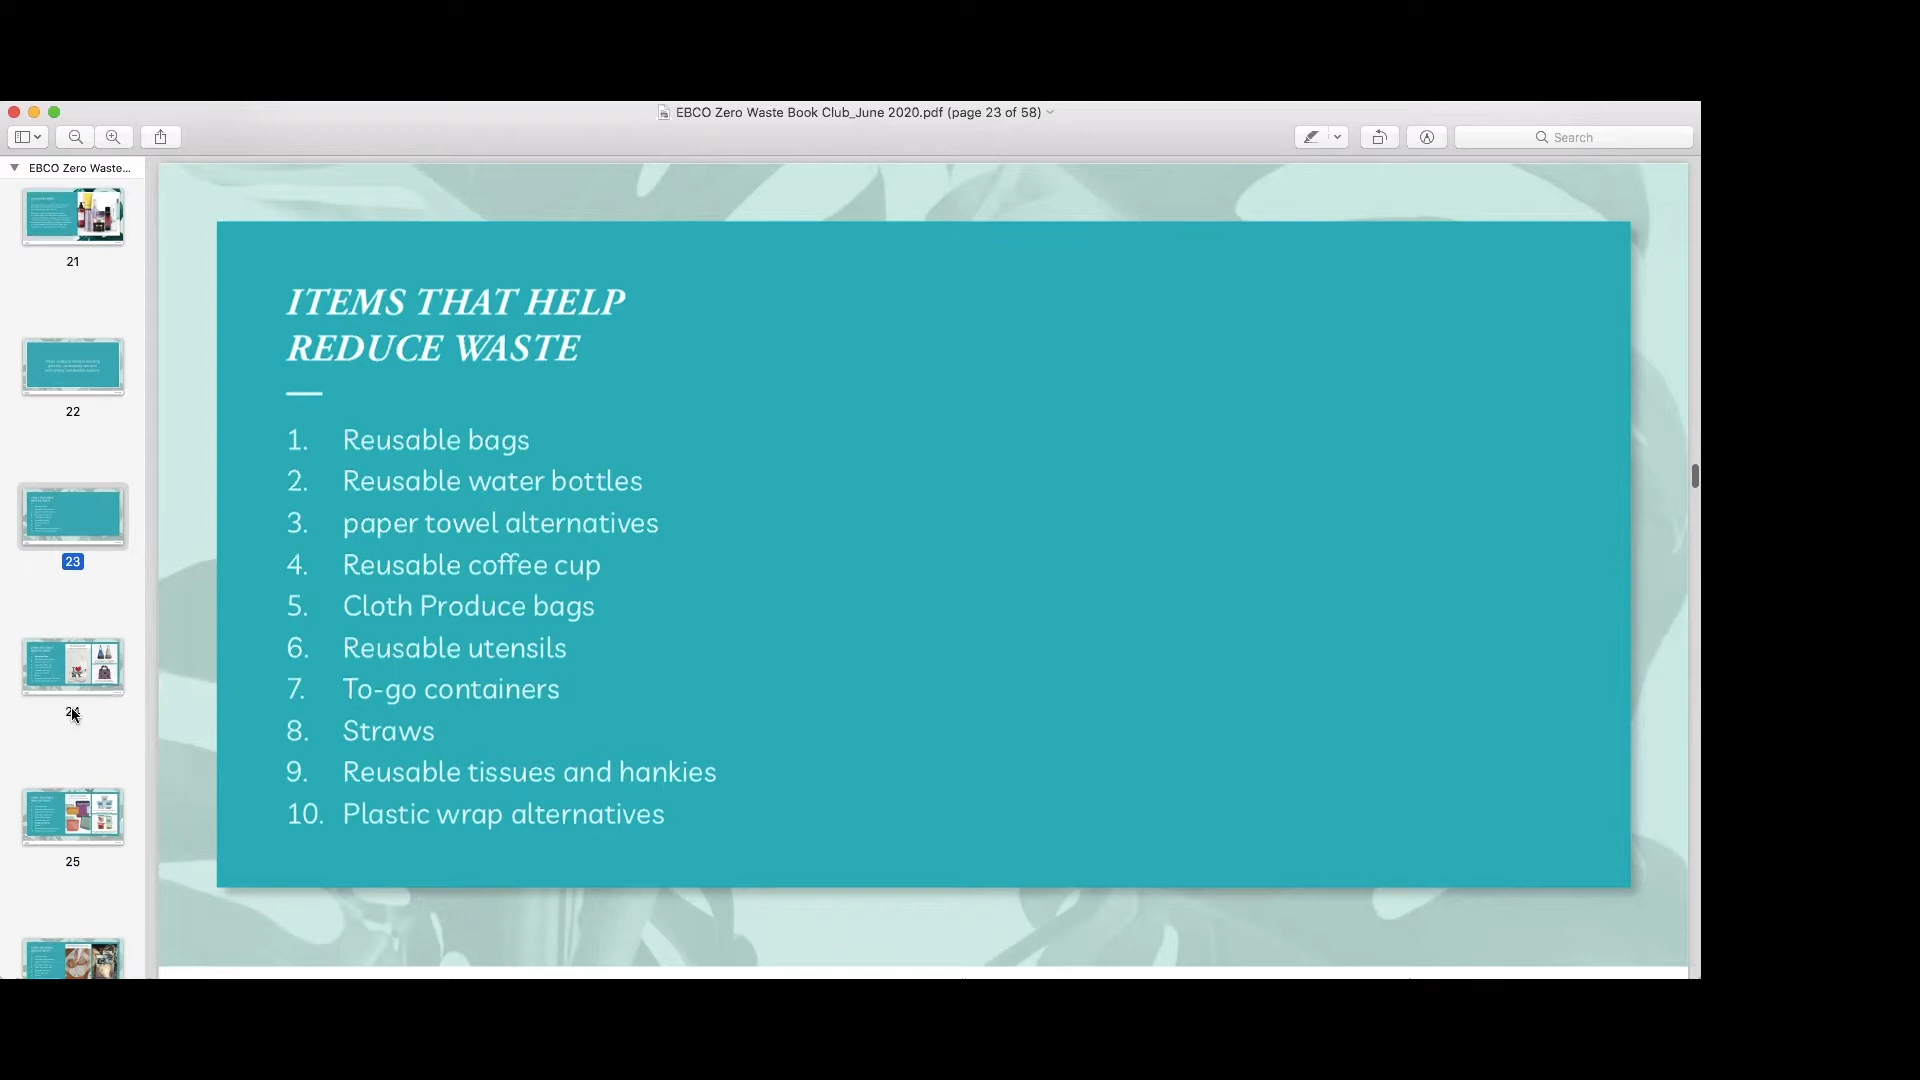 EBCO Zero Waste Book Club_June 2020.pdf (page 23 of 58)
Search
EBCO Zero Waste...
21
22
23
25
ITEMS THAT HELP
REDUCE WASTE
1. Reusable bags
2. Reusable water bottles
3. paper towel alternatives
4. Reusable coffee cup
5. Cloth Produce bags
6. Reusable utensils
7. To-go containers
8. Straws
9. Reusable tissues and hankies
10. Plastic wrap alternatives